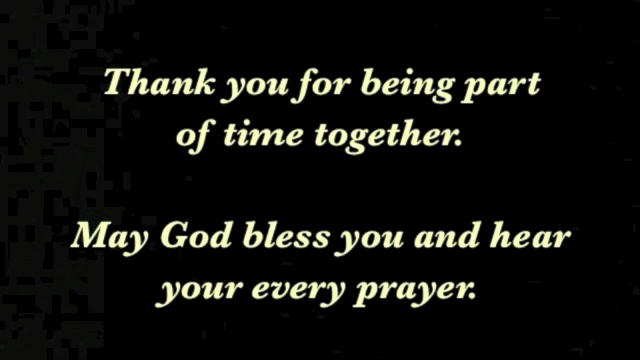 Thank you for being part
of time together.
May God bless you and hear
your every prayer.